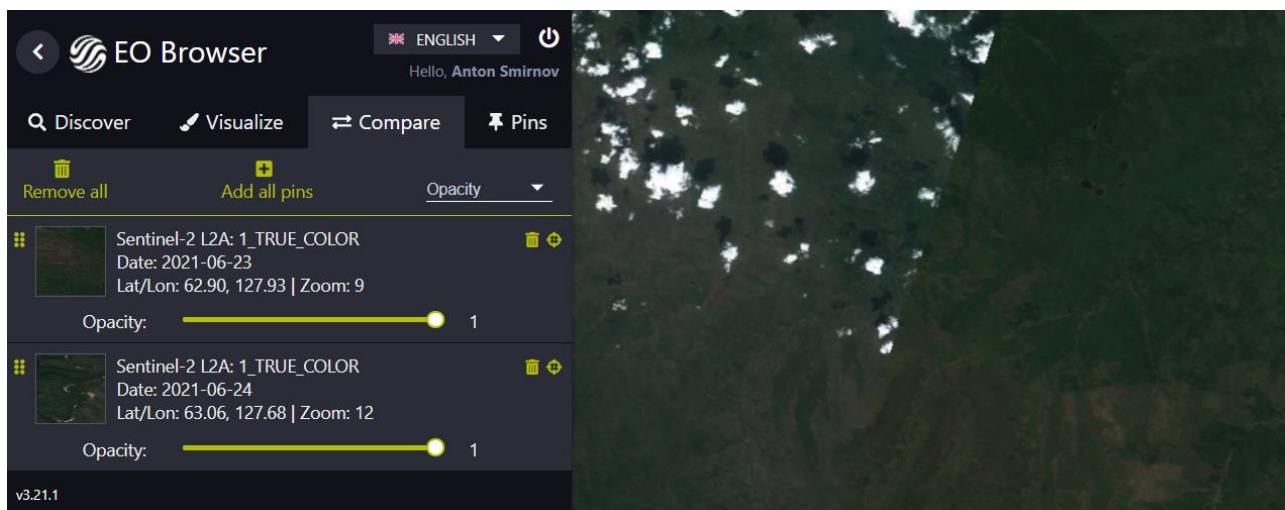 EO Browser
ENGLISH
Hello, Anton Smirnov
Discover
Visualize
Compare
Pins
Remove all
Add all pins
Opacity
Sentinel-2 L2A: 1_TRUE_COLOR
Date: 2021-06-23
Lat/Lon: 62.90, 127.93 | Zoom: 9
Opacity: 1
Sentinel-2 L2A: 1_TRUE_COLOR
Date: 2021-06-24
Lat/Lon: 63.06, 127.68 | Zoom: 12
Opacity: 1
v3.21.1